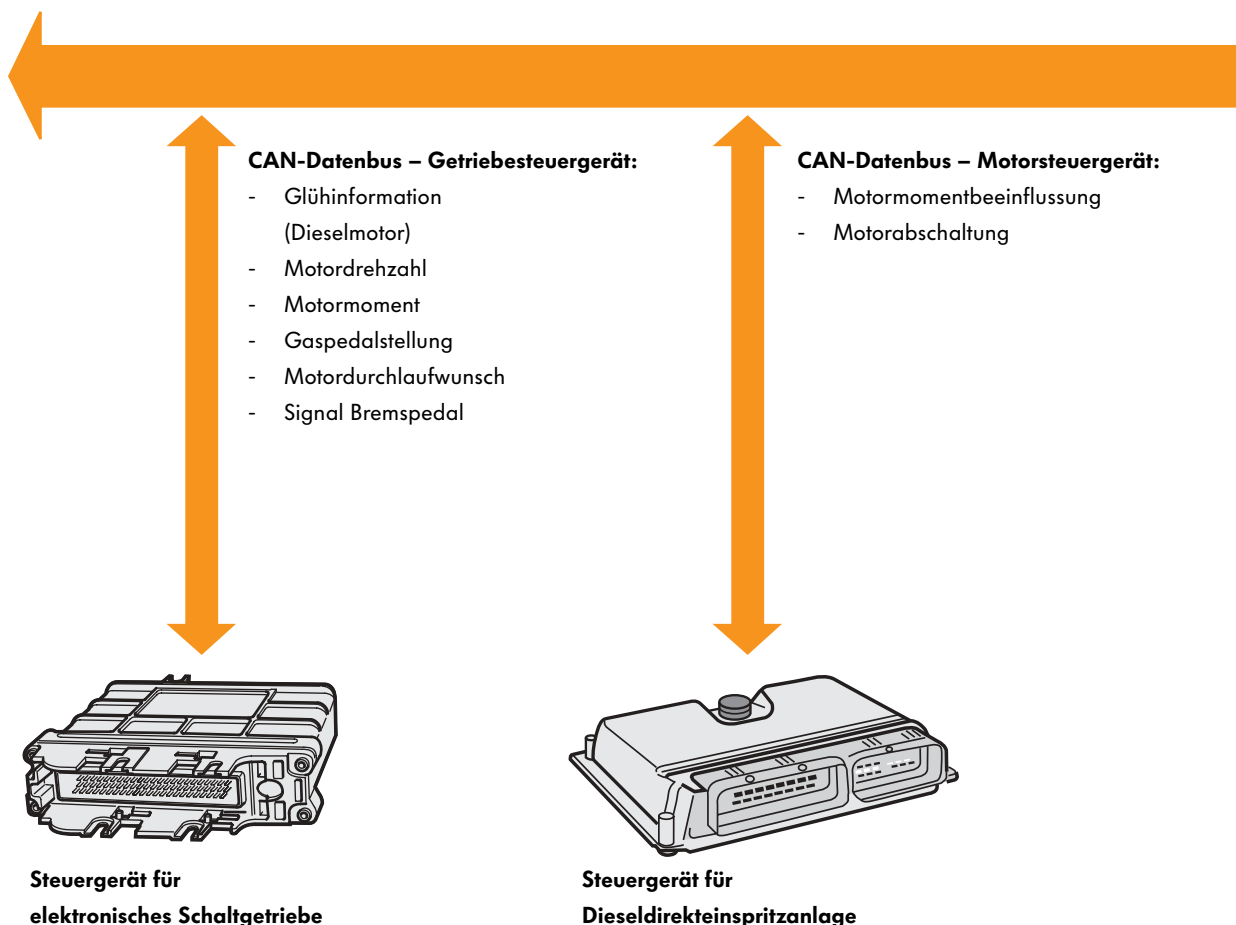 CAN-Datenbus – Getriebesteuergerät:
- Glühinformation
(Dieselmotor)
- Motordrehzahl
- Motormoment
- Gaspedalstellung
- Motordurchlaufwunsch
- Signal Bremspedal
CAN-Datenbus – Motorsteuergerät:
- Motormomentbeeinflussung
- Motorabschaltung
Steuergerät für
elektronisches Schaltgetriebe
Steuergerät für
Dieseldirekteinspritzanlage